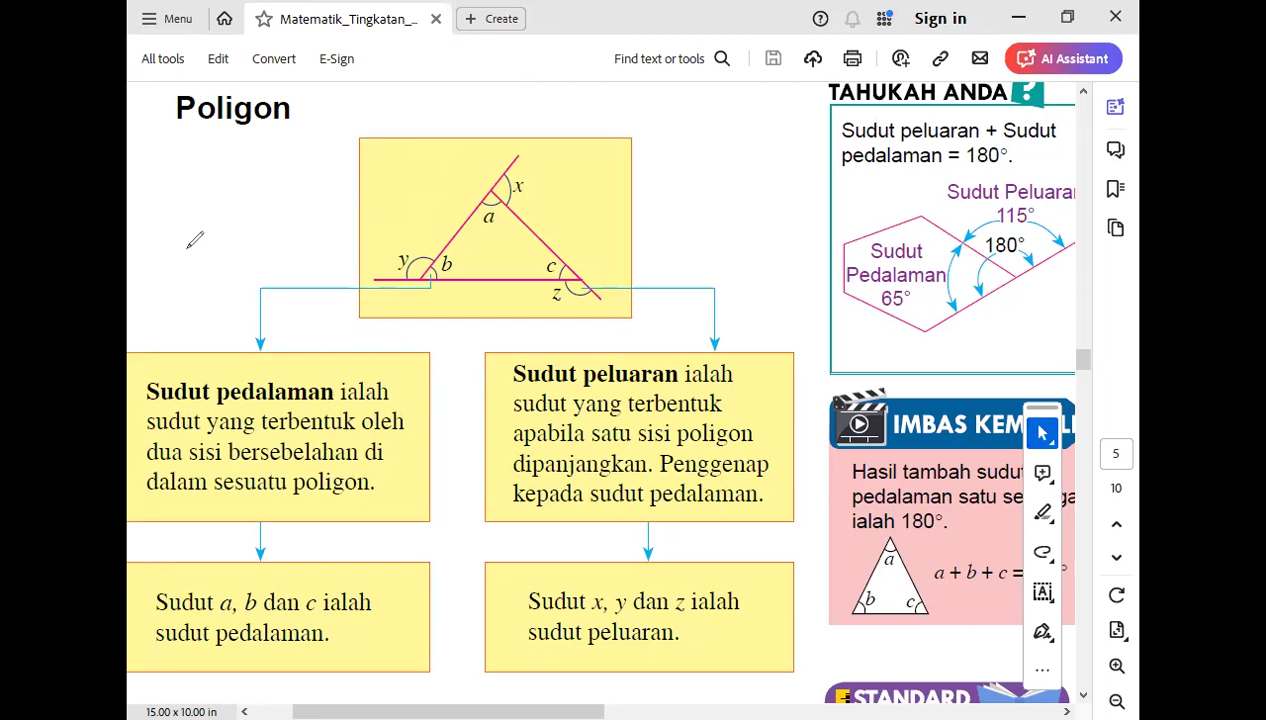 Menu
Matematik_Tingkatan_...
Create
Sign in
All tools
Edit
Convert
E-Sign
Find text or tools
AI Assistant
Poligon
x
a
y
b
c
z
Sudut pedalaman ialah
sudut yang terbentuk oleh
dua sisi bersebelahan di
dalam sesuatu poligon.
Sudut peluaran ialah
sudut yang terbentuk
apabila satu sisi poligon
dipanjangkan. Penggenap
kepada sudut pedalaman.
Sudut a, b dan c ialah
sudut pedalaman.
Sudut x, y dan z ialah
sudut peluaran.
TAHUKAH ANDA ?
Sudut peluaran + Sudut
pedalaman = 180°.
Sudut Peluaran
115°
180°
Sudut
Pedalaman
65°
IMBAS KEM
Hasil tambah sudut
pedalaman satu se
ialah 180°.
a
b
c
a + b + c =
STANDARD
5
10
15.00 x 10.00 in